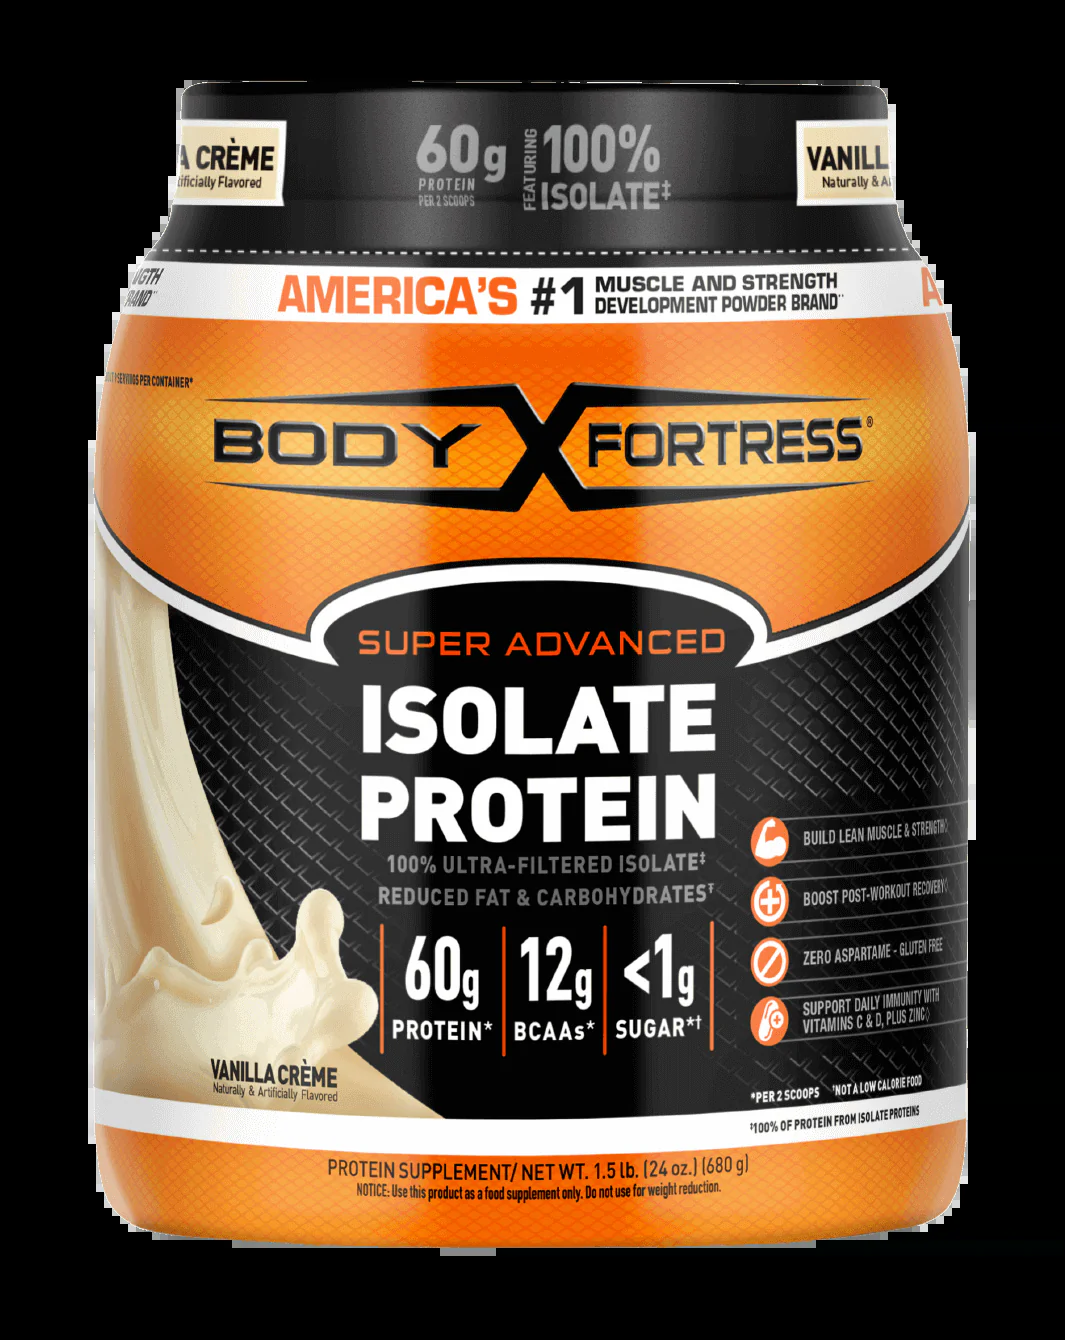 A CRÈME
ificially Flavored
60g
PROTEIN
PER 2 SCOOPS
FEATURING
100%
ISOLATE‡
VANILL
Naturally & A
AMERICA'S #1 MUSCLE AND STRENGTH
DEVELOPMENT POWDER BRAND
SERVINGS PER CONTAINER*
BODY X FORTRESS®
SUPER ADVANCED
ISOLATE
PROTEIN
100% ULTRA-FILTERED ISOLATE‡
REDUCED FAT & CARBOHYDRATES
60g
PROTEIN*
12g
BCAAs*
<1g
SUGAR*†
BUILD LEAN MUSCLE & STRENGTH◊
BOOST POST-WORKOUT RECOVERY◊
ZERO ASPARTAME - GLUTEN FREE
SUPPORT DAILY IMMUNITY WITH
VITAMINS C & D, PLUS ZINC◊
VANILLA CRÈME
Naturally & Artificially Flavored
*PER 2 SCOOPS †NOT A LOW CALORIE FOOD
‡100% OF PROTEIN FROM ISOLATE PROTEINS
PROTEIN SUPPLEMENT/ NET WT. 1.5 lb. (24 oz.) (680 g)
NOTICE: Use this product as a food supplement only. Do not use for weight reduction.